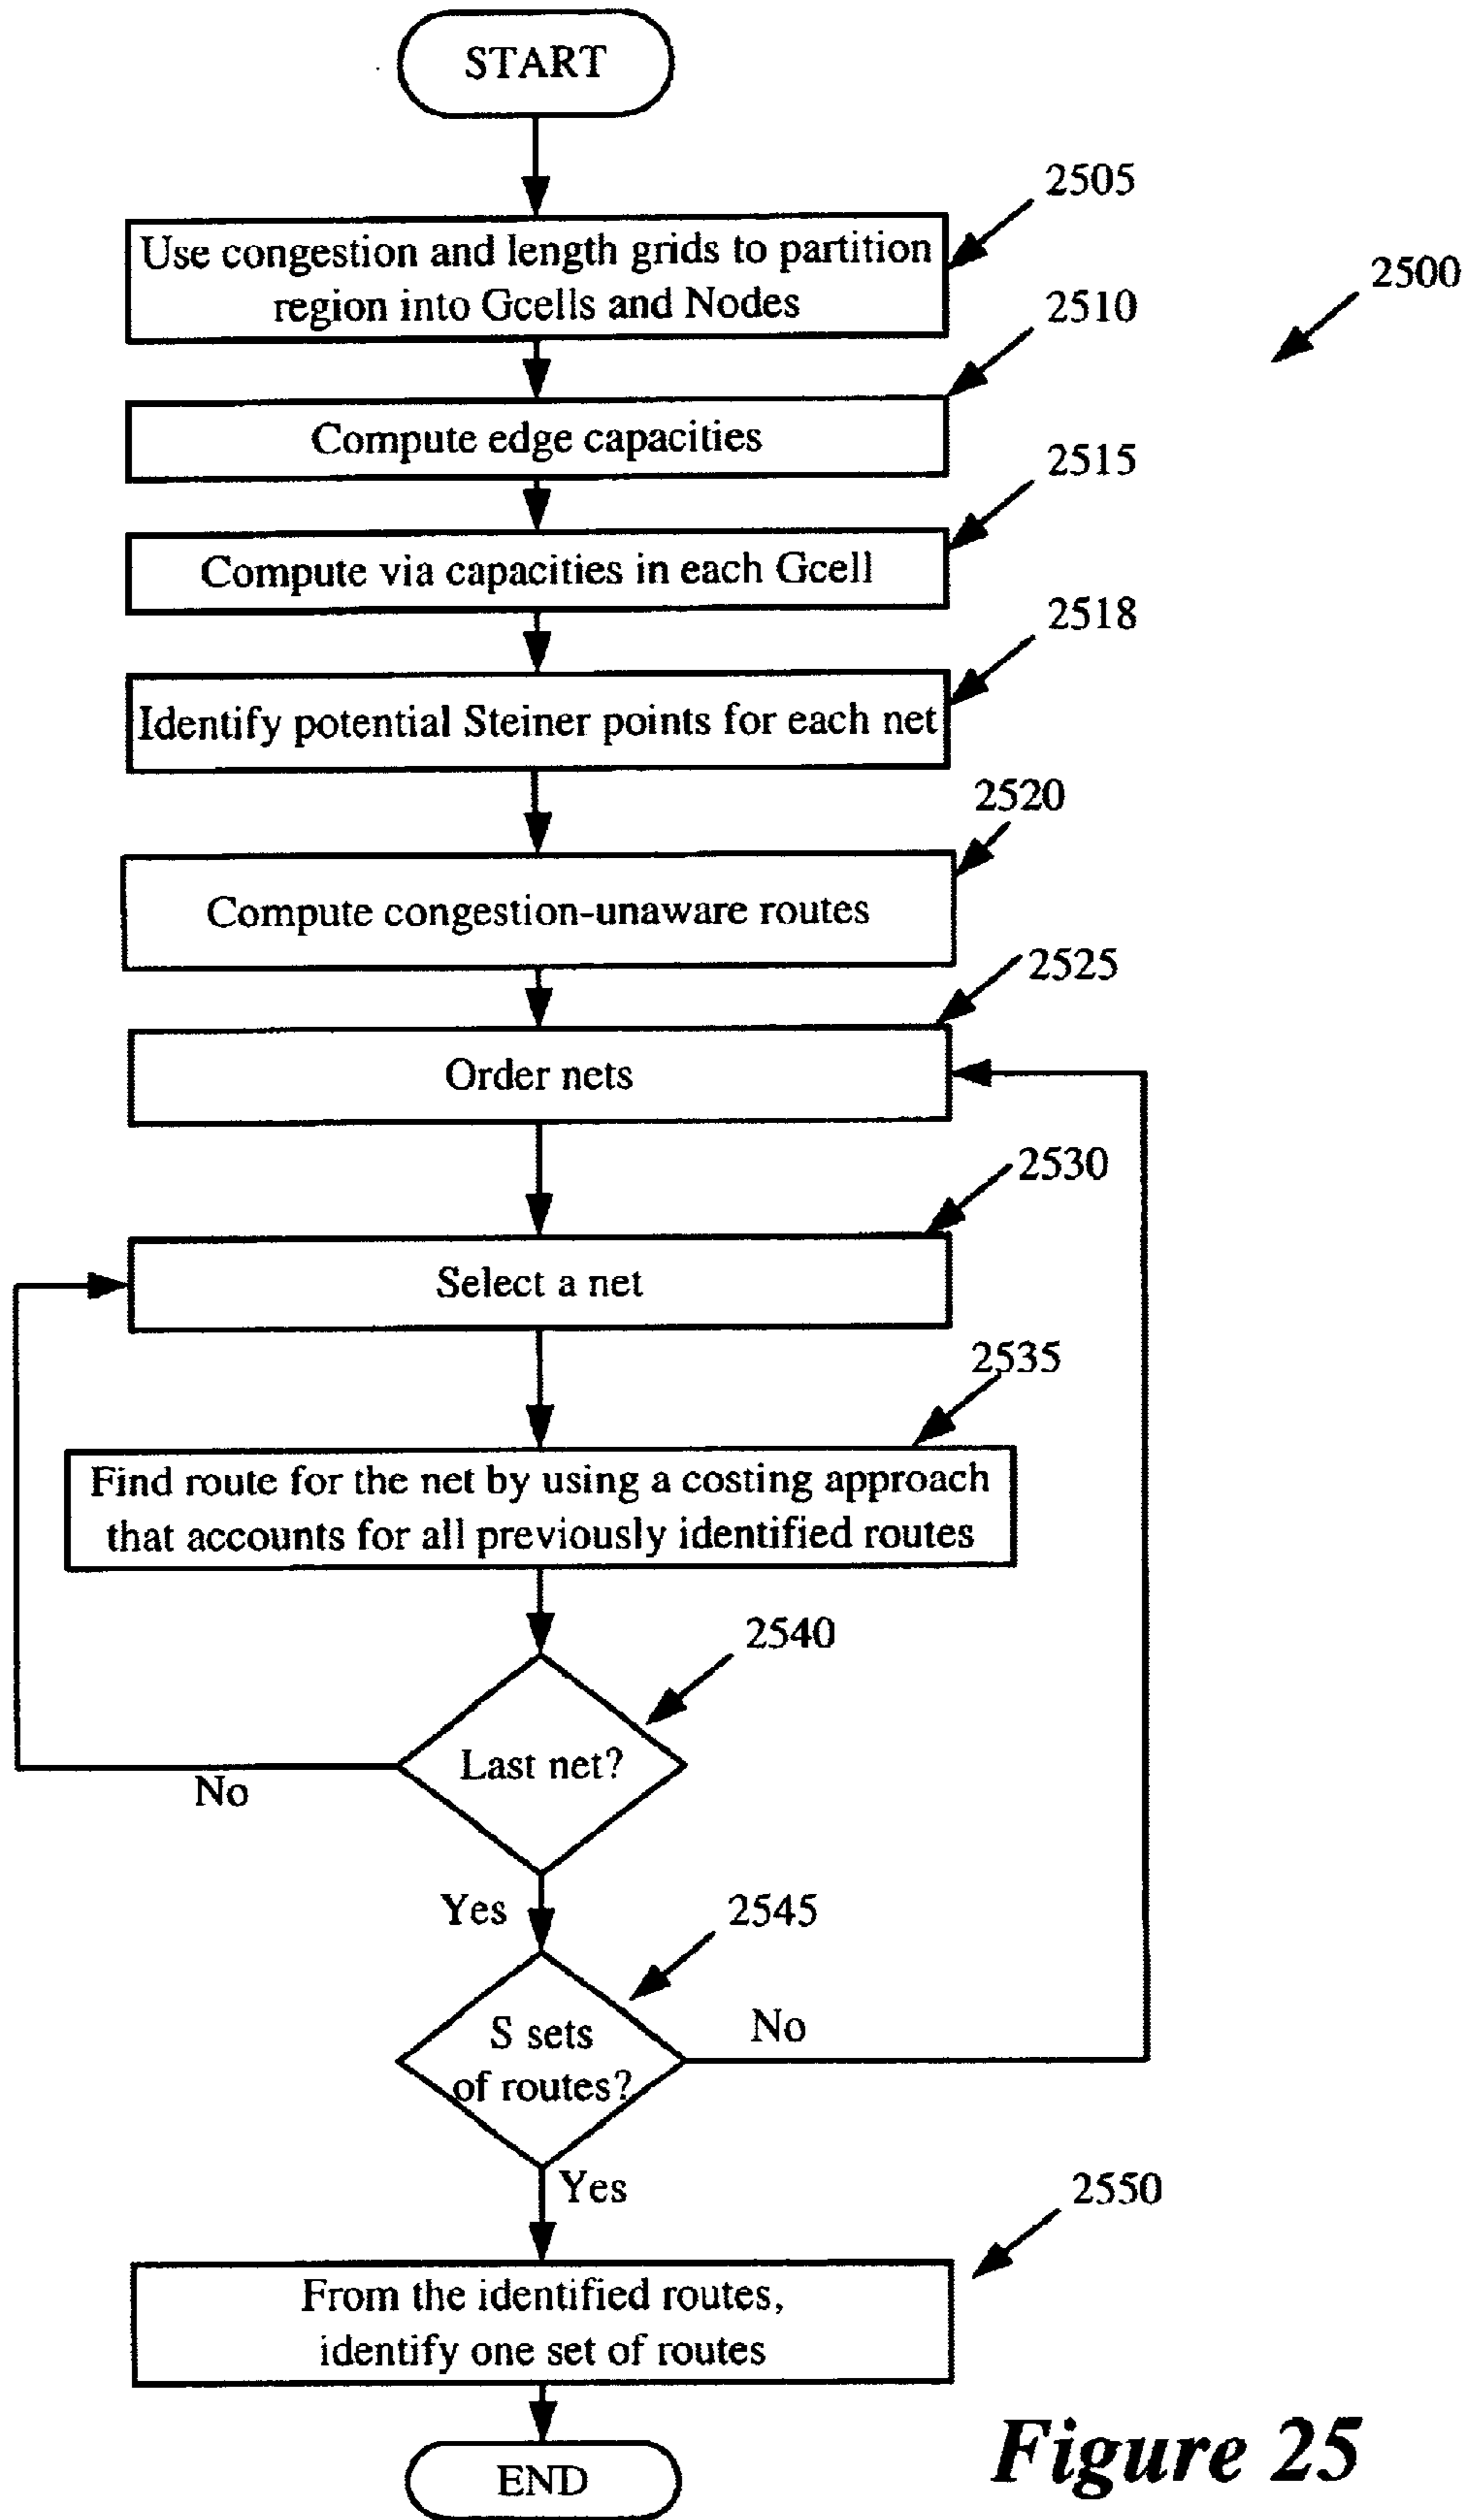 START
2505
Use congestion and length grids to partition
region into Gcells and Nodes
2500
2510
Compute edge capacities
2515
Compute via capacities in each Gcell
2518
Identify potential Steiner points for each net
2520
Compute congestion-unaware routes
2525
Order nets
2530
Select a net
2535
Find route for the net by using a costing approach
that accounts for all previously identified routes
2540
Last net?
No
Yes
2545
S sets
of routes?
No
Yes
2550
From the identified routes,
identify one set of routes
END
Figure 25